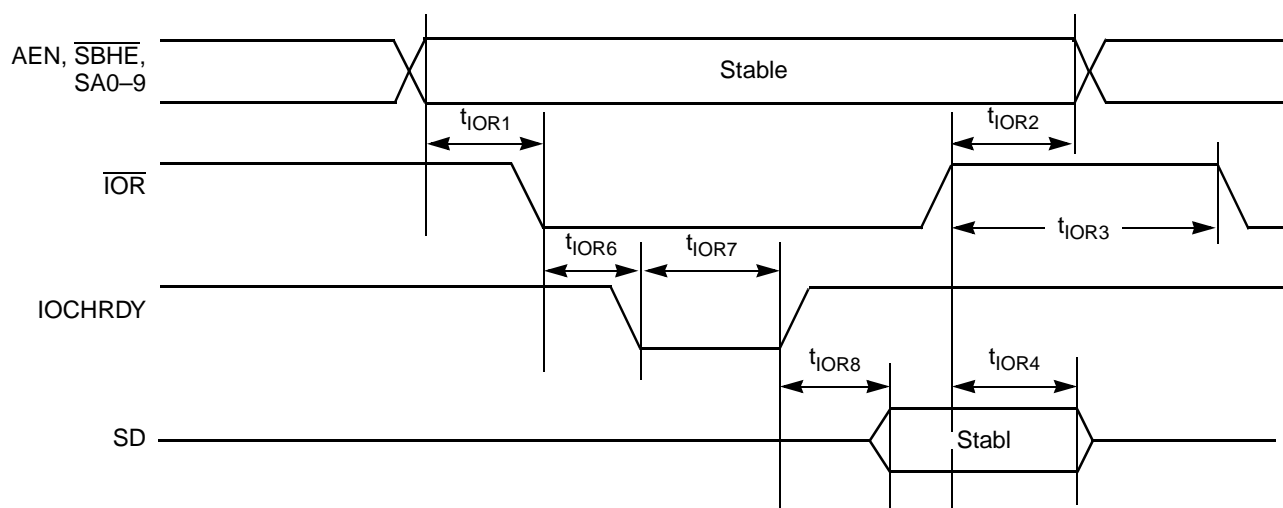 AEN, SBHE,
SA0–9
Stable
tIOR1
tIOR2
IOR
tIOR3
tIOR6
tIOR7
IOCHRDY
tIOR8
tIOR4
SD
Stabl